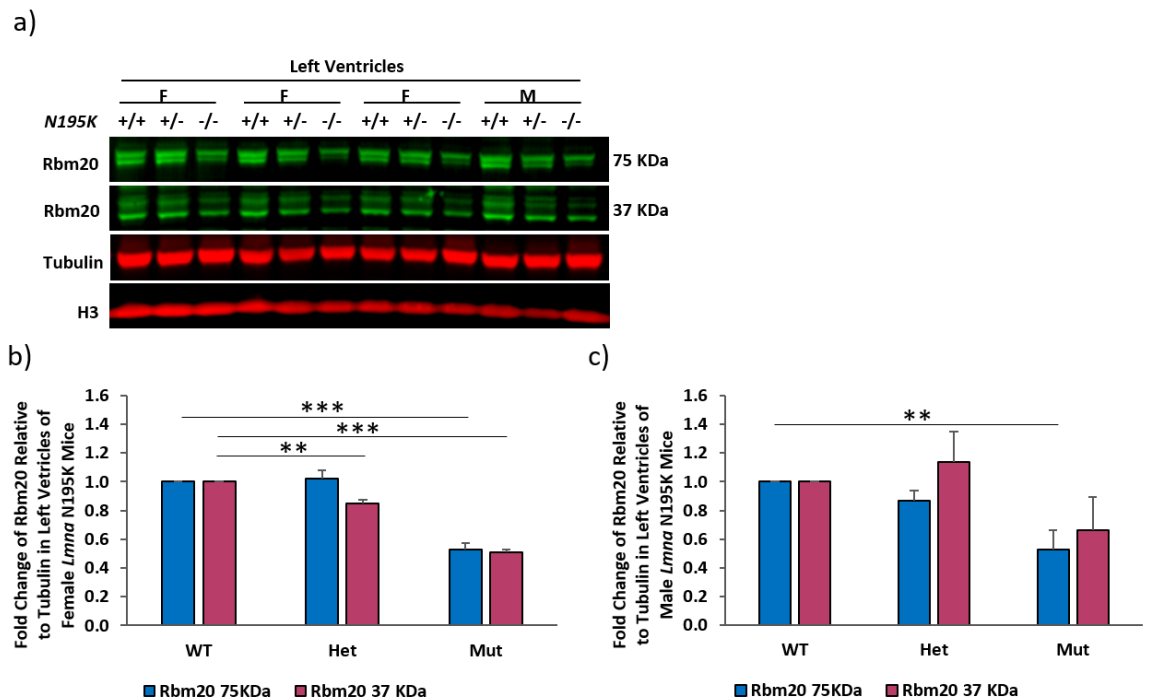 a)
Left Ventricles
F F F M
N195K +/+ +/- -/- +/+ +/- -/- +/+ +/- -/- +/+ +/- -/-
Rbm20 75 KDa
Rbm20 37 KDa
Tubulin
H3
b)
Fold Change of Rbm20 Relative
to Tubulin in Left Vetricles of
Female Lmna N195K Mice
1.6
1.4
1.2
1.0
0.8
0.6
0.4
0.2
0.0
***
***
**
WT Het Mut
Rbm20 75KDa Rbm20 37 KDa
c)
Fold Change of Rbm20 Relative
to Tubulin in Left Ventricles of
Male Lmna N195K Mice
1.6
1.4
1.2
1.0
0.8
0.6
0.4
0.2
0.0
**
WT Het Mut
Rbm20 75KDa Rbm20 37 KDa